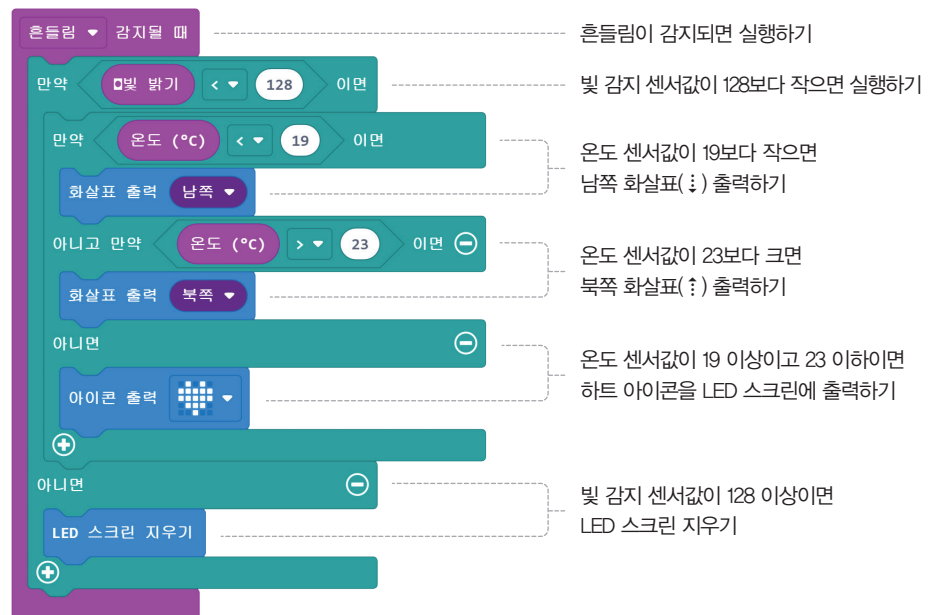 흔들림 감지될 때
흔들림이 감지되면 실행하기
만약 빛 밝기 < 128 이면
빛 감지 센서값이 128보다 작으면 실행하기
만약 온도 (°C) < 19 이면
화살표 출력 남쪽
온도 센서값이 19보다 작으면
남쪽 화살표(⇣) 출력하기
아니고 만약 온도 (°C) > 23 이면
화살표 출력 북쪽
온도 센서값이 23보다 크면
북쪽 화살표(⇡) 출력하기
아니면
아이콘 출력
온도 센서값이 19 이상이고 23 이하이면
하트 아이콘을 LED 스크린에 출력하기
아니면
LED 스크린 지우기
빛 감지 센서값이 128 이상이면
LED 스크린 지우기